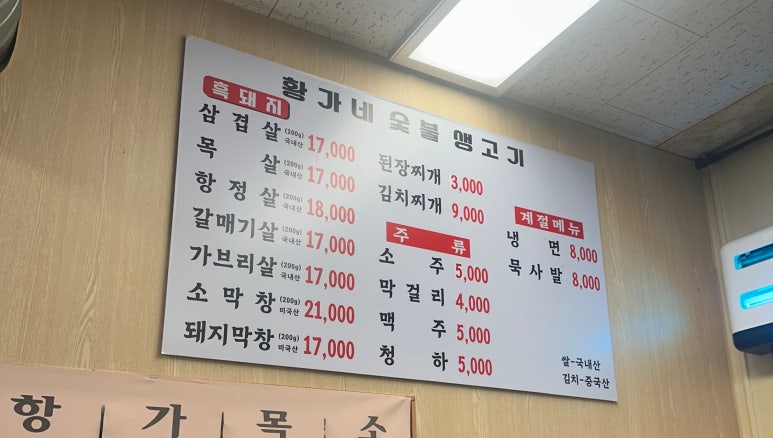 황가네 숯불 생고기
흑돼지
삼겹살 (200g) 국내산 17,000
목살 (200g) 국내산 17,000
항정살 (200g) 국내산 18,000
갈매기살 (200g) 국내산 17,000
가브리살 (200g) 국내산 17,000
소막창 (200g) 미국산 21,000
돼지막창 (200g) 미국산 17,000
된장찌개 3,000
김치찌개 9,000
주류
소주 5,000
막걸리 4,000
맥주 5,000
청하 5,000
계절메뉴
냉면 8,000
묵사발 8,000
쌀-국내산
김치-중국산
항 가 목 소